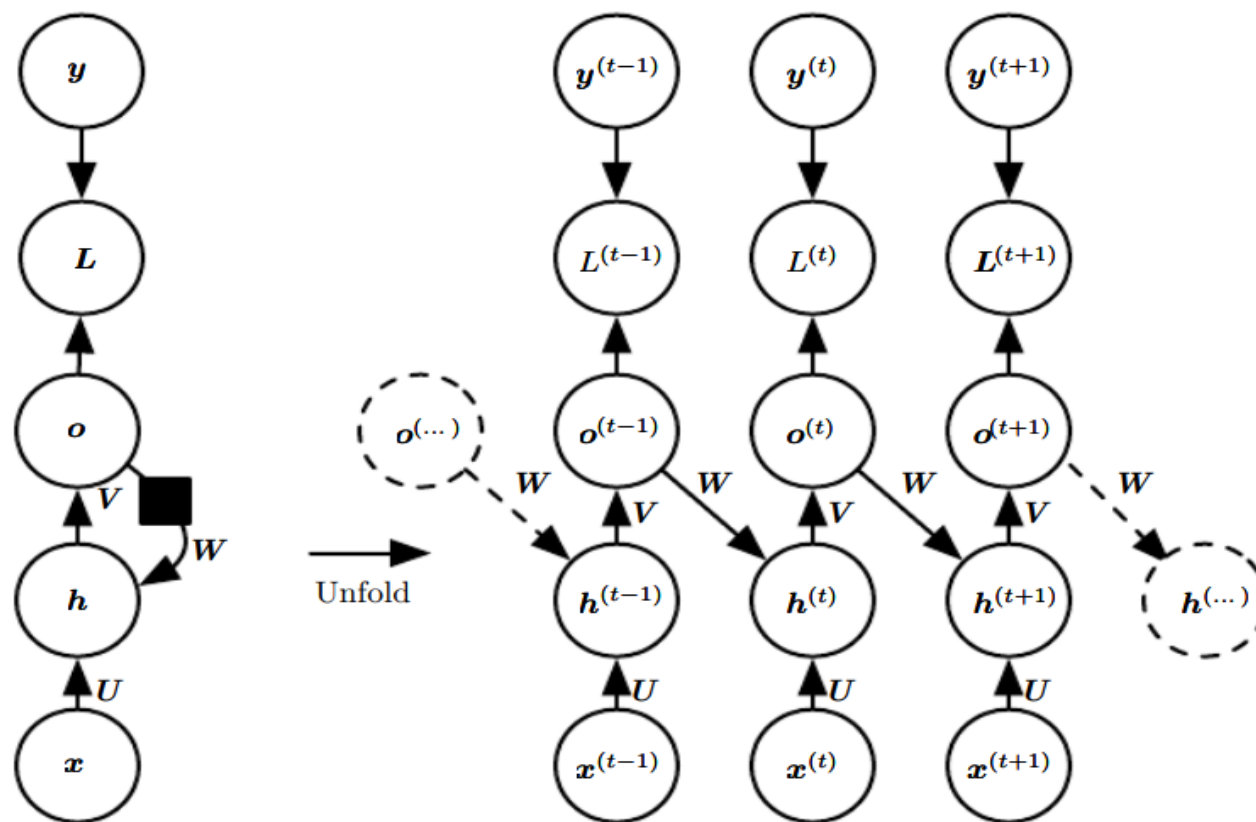 y y^(t−1) y^(t) y^(t+1)
L L^(t−1) L^(t) L^(t+1)
o o^(...) o^(t−1) o^(t) o^(t+1)
V W V W V W V W
W
h h^(t−1) h^(t) h^(t+1) h^(...)
Unfold
U U U U
x x^(t−1) x^(t) x^(t+1)